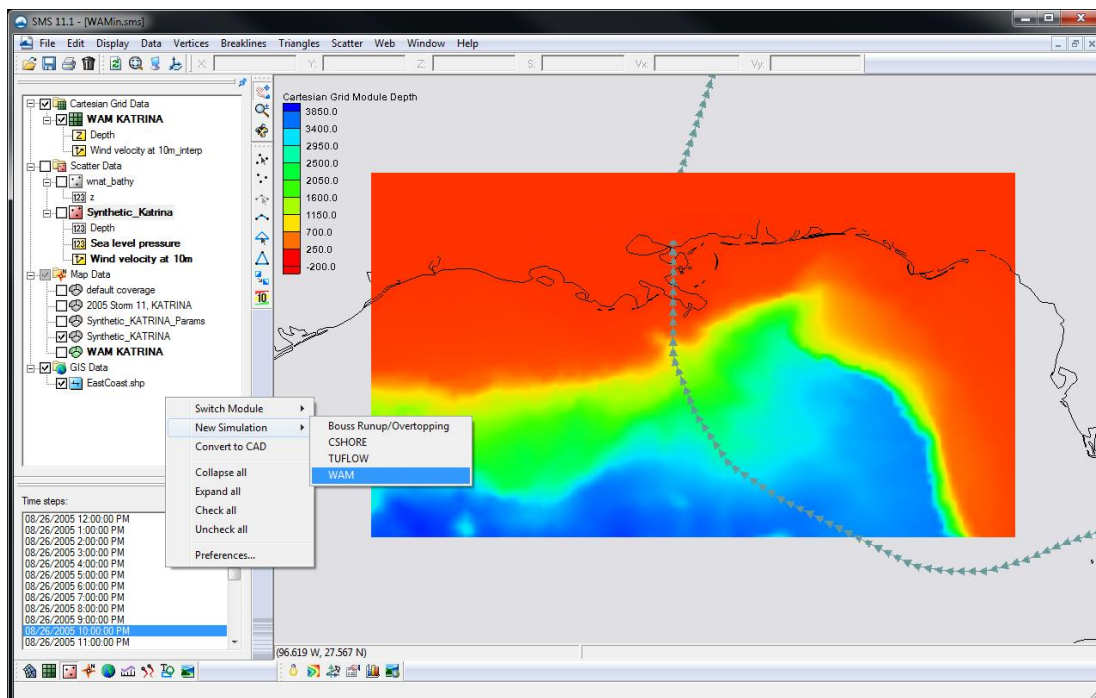 SMS 11.1 - [WAMin.sms]
File Edit Display Data Vertices Breaklines Triangles Scatter Web Window Help
X: Y: Z: S: Vx: Vy:
Cartesian Grid Data
WAM KATRINA
Z Depth
Wind velocity at 10m_interp
Scatter Data
wnat_bathy
123 z
Synthetic_Katrina
123 Depth
123 Sea level pressure
Wind velocity at 10m
Map Data
default coverage
2005 Storm 11, KATRINA
Synthetic_KATRINA_Params
Synthetic_KATRINA
WAM KATRINA
GIS Data
EastCoast.shp
10
Cartesian Grid Module Depth
3850.0
3400.0
2950.0
2500.0
2050.0
1600.0
1150.0
700.0
250.0
-200.0
Switch Module
New Simulation
Convert to CAD
Collapse all
Expand all
Check all
Uncheck all
Preferences...
Bouss Runup/Overtopping
CSHORE
TUFLOW
WAM
Time steps:
08/26/2005 12:00:00 PM
08/26/2005 1:00:00 PM
08/26/2005 2:00:00 PM
08/26/2005 3:00:00 PM
08/26/2005 4:00:00 PM
08/26/2005 5:00:00 PM
08/26/2005 6:00:00 PM
08/26/2005 7:00:00 PM
08/26/2005 8:00:00 PM
08/26/2005 9:00:00 PM
08/26/2005 10:00:00 PM
08/26/2005 11:00:00 PM
(96.619 W, 27.567 N)